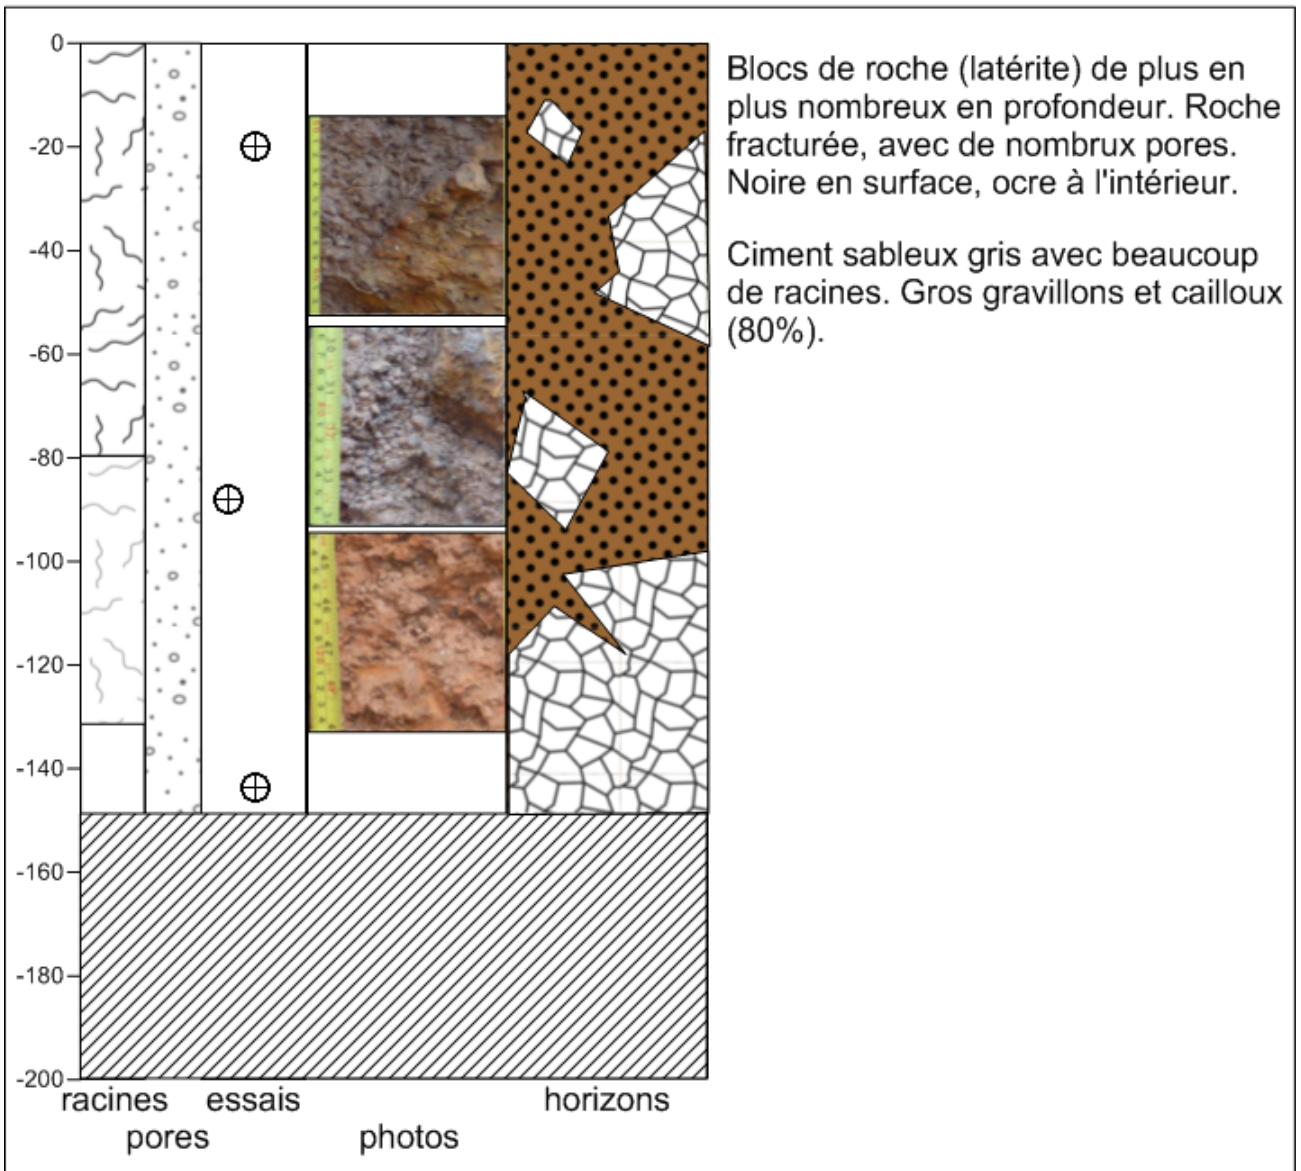 0
-20
-40
-60
-80
-100
-120
-140
-160
-180
-200
Blocs de roche (latérite) de plus en
plus nombreux en profondeur. Roche
fracturée, avec de nombrux pores.
Noire en surface, ocre à l'intérieur.
Ciment sableux gris avec beaucoup
de racines. Gros gravillons et cailloux
(80%).
racines essais horizons
pores photos